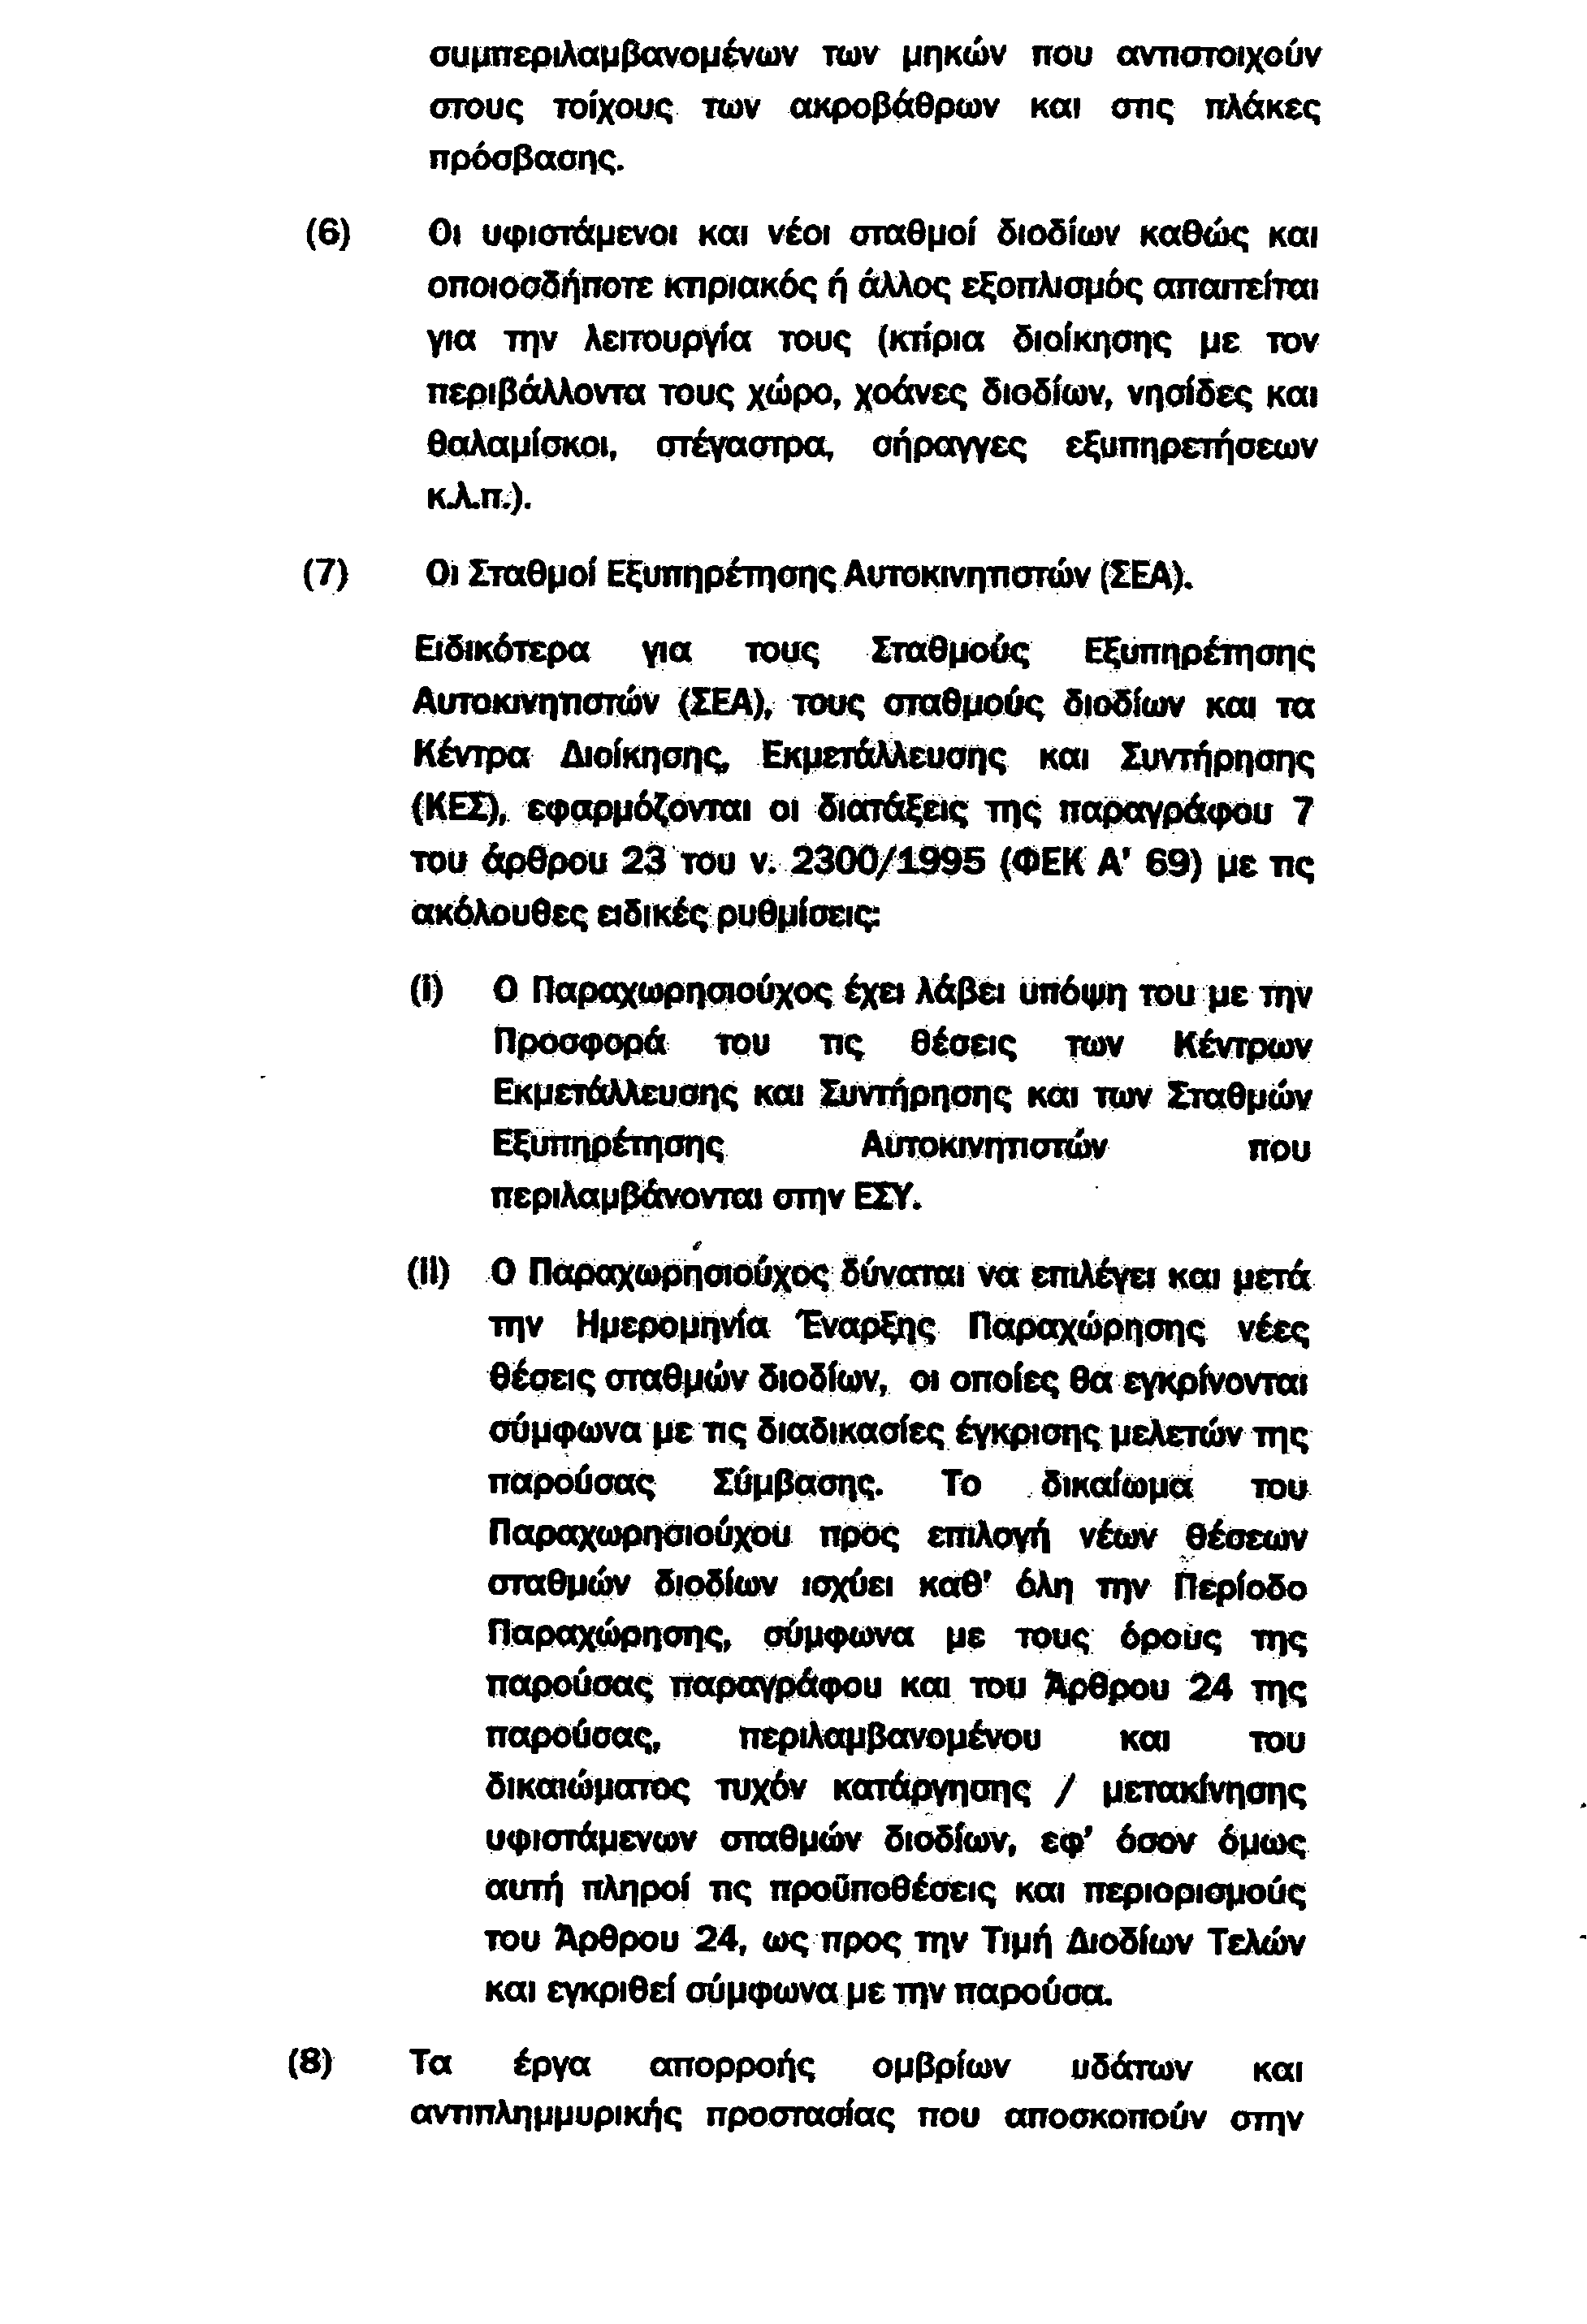 συμπεριλαμβανομένων των μηκών που αντιστοιχούν
στους τοίχους των ακροβάθρων και στις πλάκες
πρόσβασης.
(6) Οι υφιστάμενοι και νέοι σταθμοί διοδίων καθώς και
οποιοσδήποτε κτιριακός ή άλλος εξοπλισμός απαιτείται
για την λειτουργία τους (κτίρια διοίκησης με τον
περιβάλλοντα τους χώρο, χοάνες διοδίων, νησίδες και
θαλαμίσκοι, στέγαστρα, σήραγγες εξυπηρετήσεων
κ.λ.π.).
(7) Οι Σταθμοί Εξυπηρέτησης Αυτοκινητιστών (ΣΕΑ).
Ειδικότερα για τους Σταθμούς Εξυπηρέτησης
Αυτοκινητιστών (ΣΕΑ), τους σταθμούς διοδίων και τα
Κέντρα Διοίκησης, Εκμετάλλευσης και Συντήρησης
(ΚΕΣ), εφαρμόζονται οι διατάξεις της παραγράφου 7
του άρθρου 23 του ν. 2300/1995 (ΦΕΚ Α' 69) με τις
ακόλουθες ειδικές ρυθμίσεις:
(i) Ο Παραχωρησιούχος έχει λάβει υπόψη του με την
Προσφορά του τις θέσεις των Κέντρων
Εκμετάλλευσης και Συντήρησης και των Σταθμών
Εξυπηρέτησης Αυτοκινητιστών που
περιλαμβάνονται στην ΕΣΥ.
(ii) Ο Παραχωρησιούχος δύναται να επιλέγει και μετά
την Ημερομηνία Έναρξης Παραχώρησης νέες
θέσεις σταθμών διοδίων, οι οποίες θα εγκρίνονται
σύμφωνα με τις διαδικασίες έγκρισης μελετών της
παρούσας Σύμβασης. Το δικαίωμα του
Παραχωρησιούχου προς επιλογή νέων θέσεων
σταθμών διοδίων ισχύει καθ' όλη την Περίοδο
Παραχώρησης, σύμφωνα με τους όρους της
παρούσας παραγράφου και του Άρθρου 24 της
παρούσας, περιλαμβανομένου και του
δικαιώματος τυχόν κατάργησης / μετακίνησης
υφιστάμενων σταθμών διοδίων, εφ' όσον όμως
αυτή πληροί τις προϋποθέσεις και περιορισμούς
του Άρθρου 24, ως προς την Τιμή Διοδίων Τελών
και εγκριθεί σύμφωνα με την παρούσα.
(8) Τα έργα απορροής ομβρίων υδάτων και
αντιπλημμυρικής προστασίας που αποσκοπούν στην